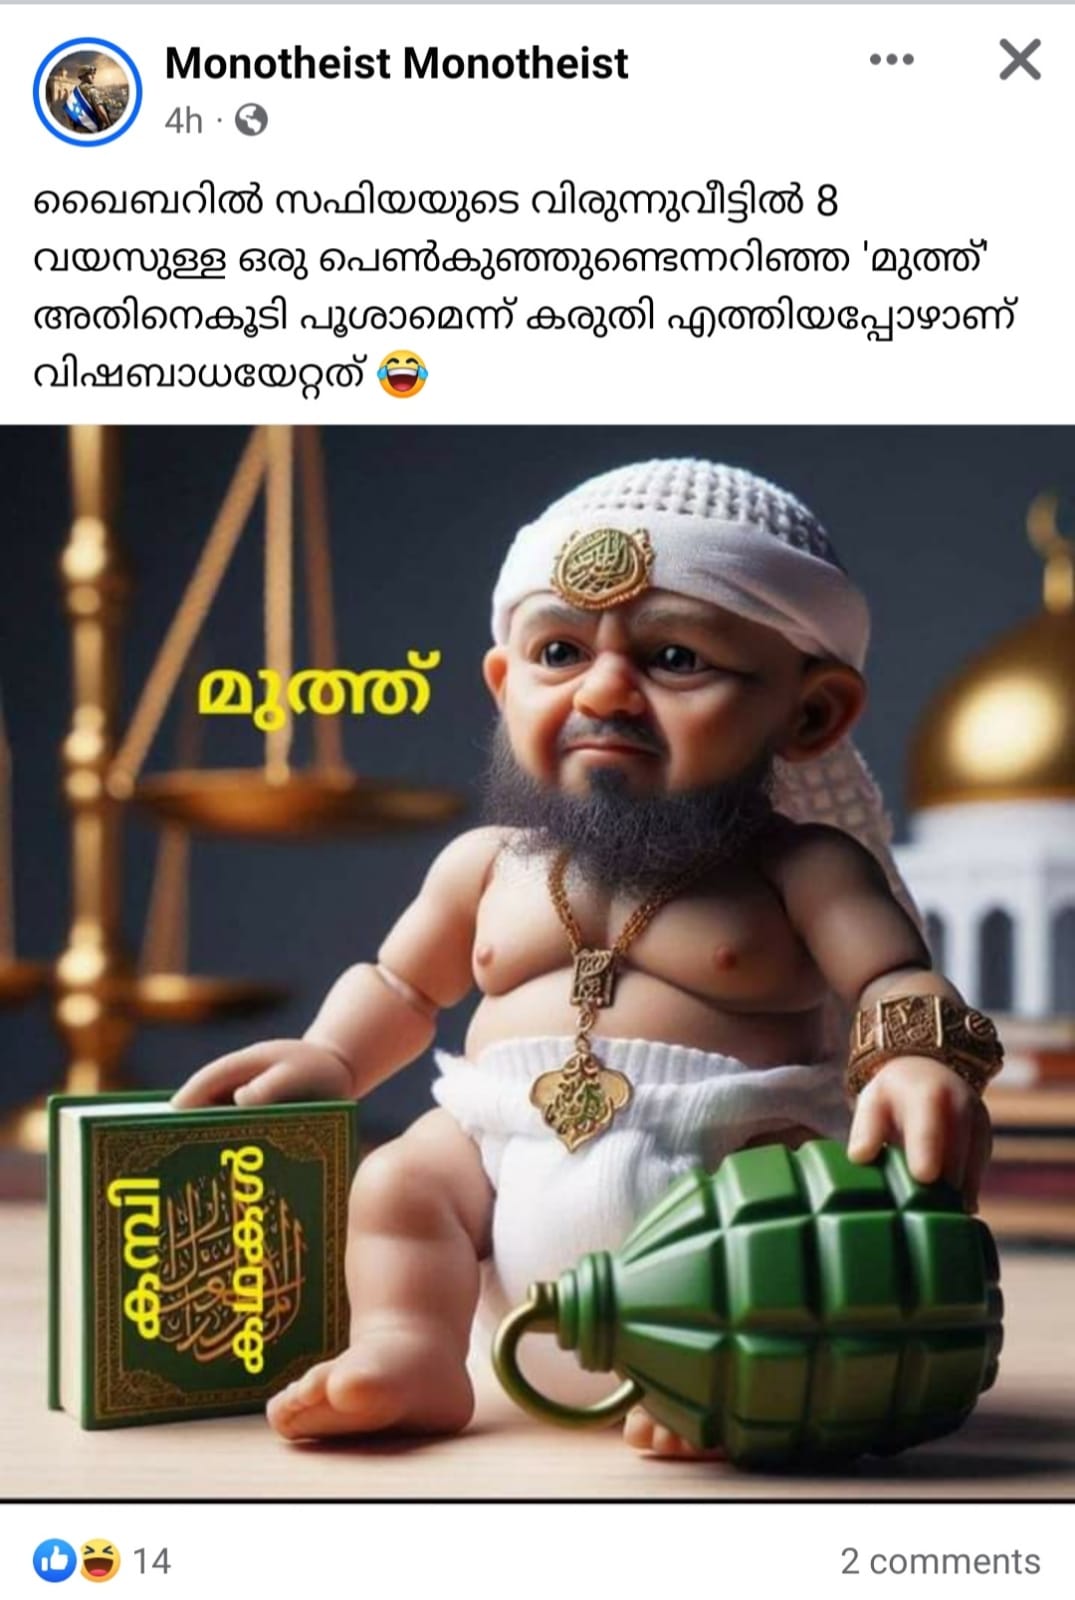 Monotheist Monotheist
4h
ഖൈബറിൽ സഫിയയുടെ വിരുന്നുവീട്ടിൽ 8
വയസുള്ള ഒരു പെൺകുഞ്ഞുണ്ടെന്നറിഞ്ഞ 'മുത്ത്'
അതിനെകൂടി പൂശാമെന്ന് കരുതി എത്തിയപ്പോഴാണ്
വിഷബാധയേറ്റത് 😂
മുത്ത്
കമ്പി
കഥകൾ
14
2 comments